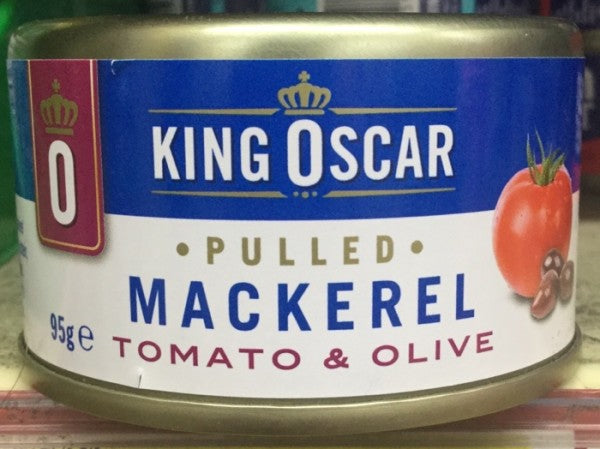 O
KING OSCAR
• PULLED •
MACKEREL
TOMATO & OLIVE
95g e